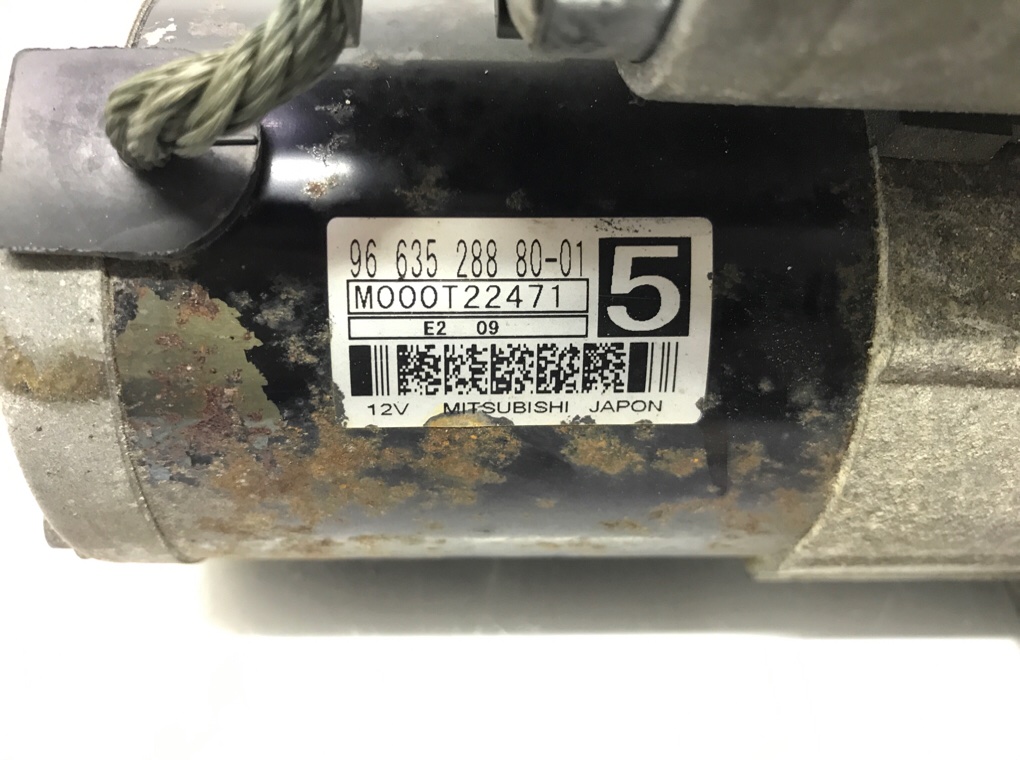 96 635 288 80-01
5
M000T22471
E2 09
12V MITSUBISHI JAPON